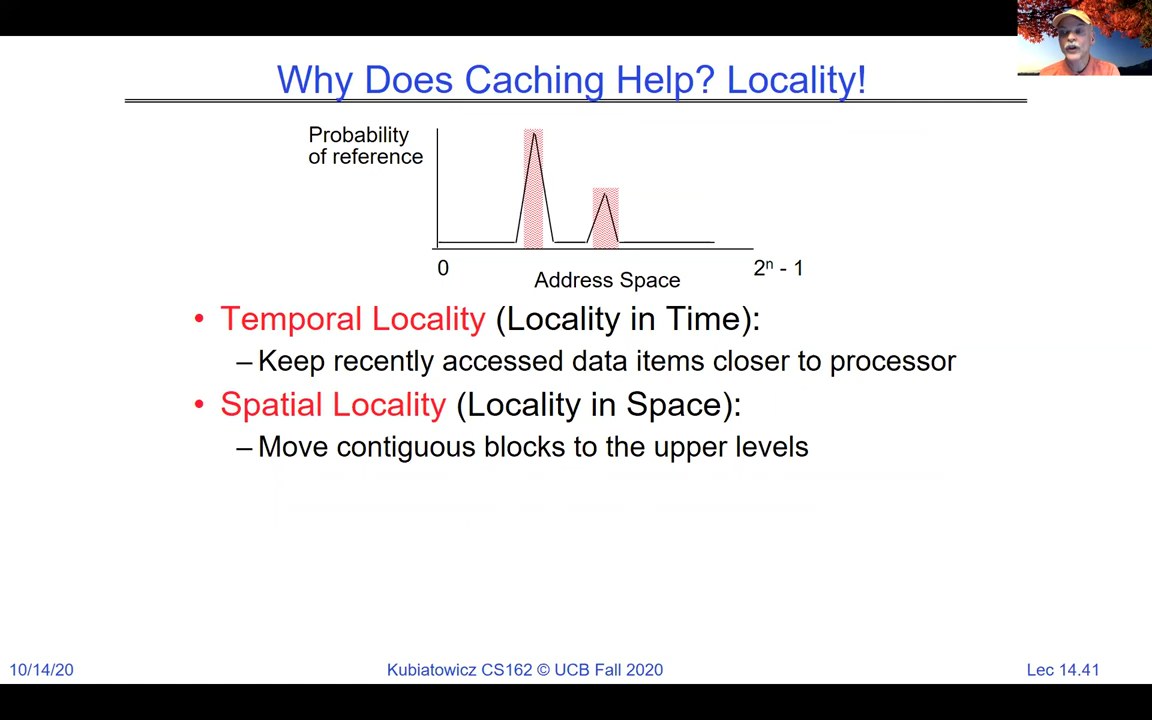 Why Does Caching Help? Locality!
Probability
of reference
0
Address Space
2ⁿ - 1
• Temporal Locality (Locality in Time):
– Keep recently accessed data items closer to processor
• Spatial Locality (Locality in Space):
– Move contiguous blocks to the upper levels
10/14/20
Kubiatowicz CS162 © UCB Fall 2020
Lec 14.41